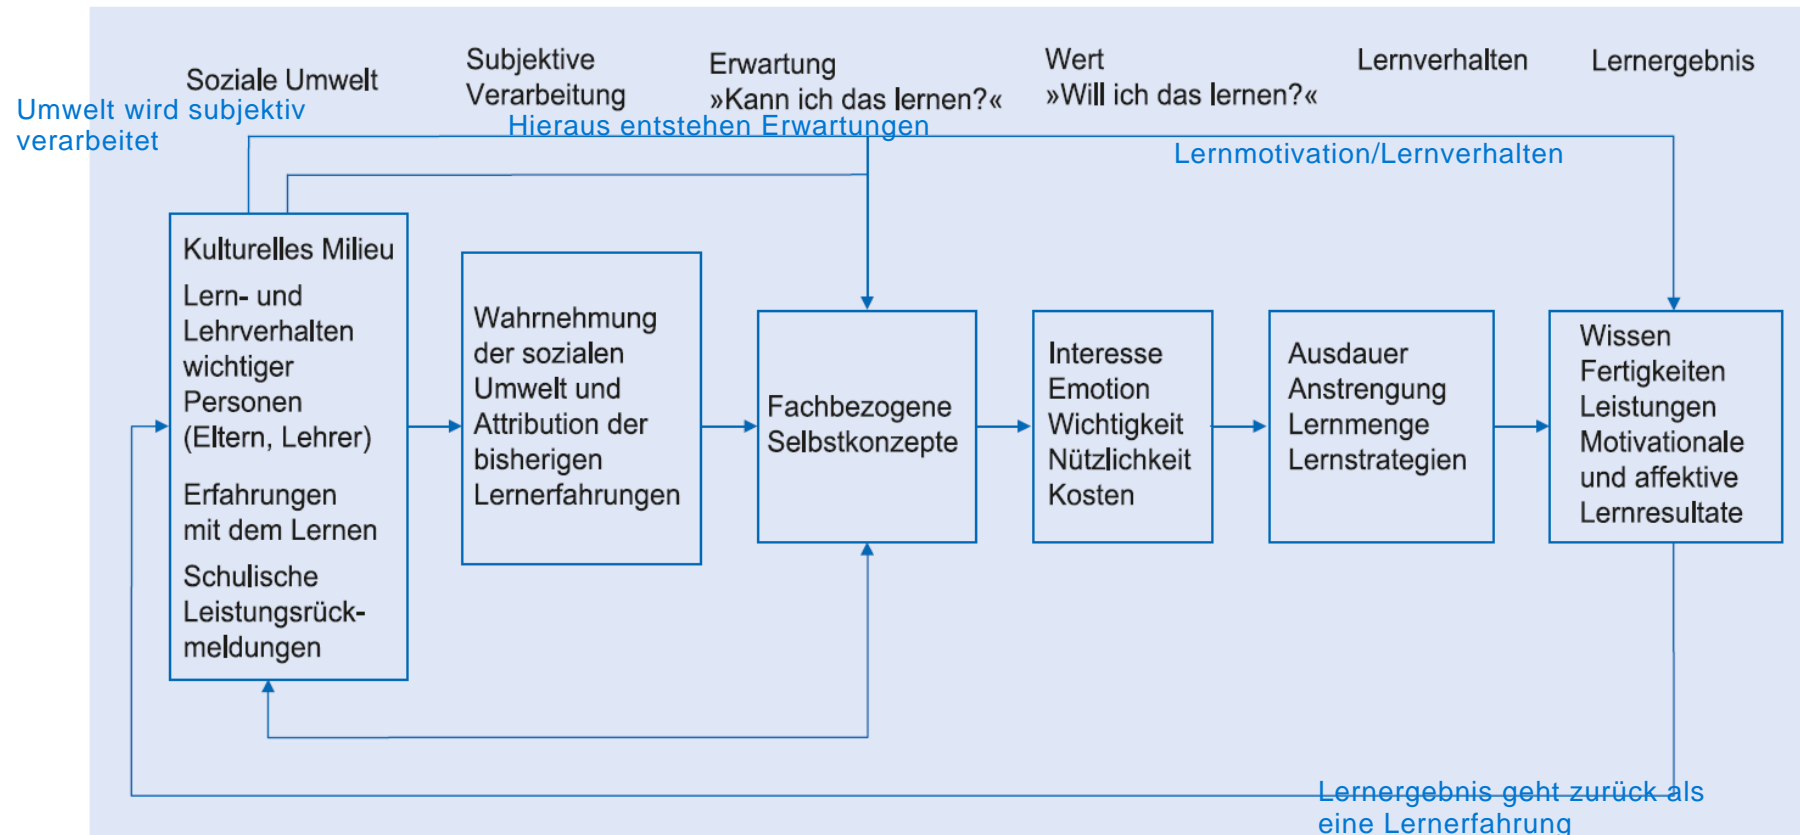 Soziale Umwelt
Subjektive
Verarbeitung
Erwartung
»Kann ich das lernen?«
Wert
»Will ich das lernen?«
Lernverhalten
Lernergebnis
Umwelt wird subjektiv
verarbeitet
Hieraus entstehen Erwartungen
Lernmotivation/Lernverhalten
Kulturelles Milieu
Lern- und
Lehrverhalten
wichtiger
Personen
(Eltern, Lehrer)
Erfahrungen
mit dem Lernen
Schulische
Leistungsrück-
meldungen
Wahrnehmung
der sozialen
Umwelt und
Attribution der
bisherigen
Lernerfahrungen
Fachbezogene
Selbstkonzepte
Interesse
Emotion
Wichtigkeit
Nützlichkeit
Kosten
Ausdauer
Anstrengung
Lernmenge
Lernstrategien
Wissen
Fertigkeiten
Leistungen
Motivationale
und affektive
Lernresultate
Lernergebnis geht zurück als
eine Lernerfahrung